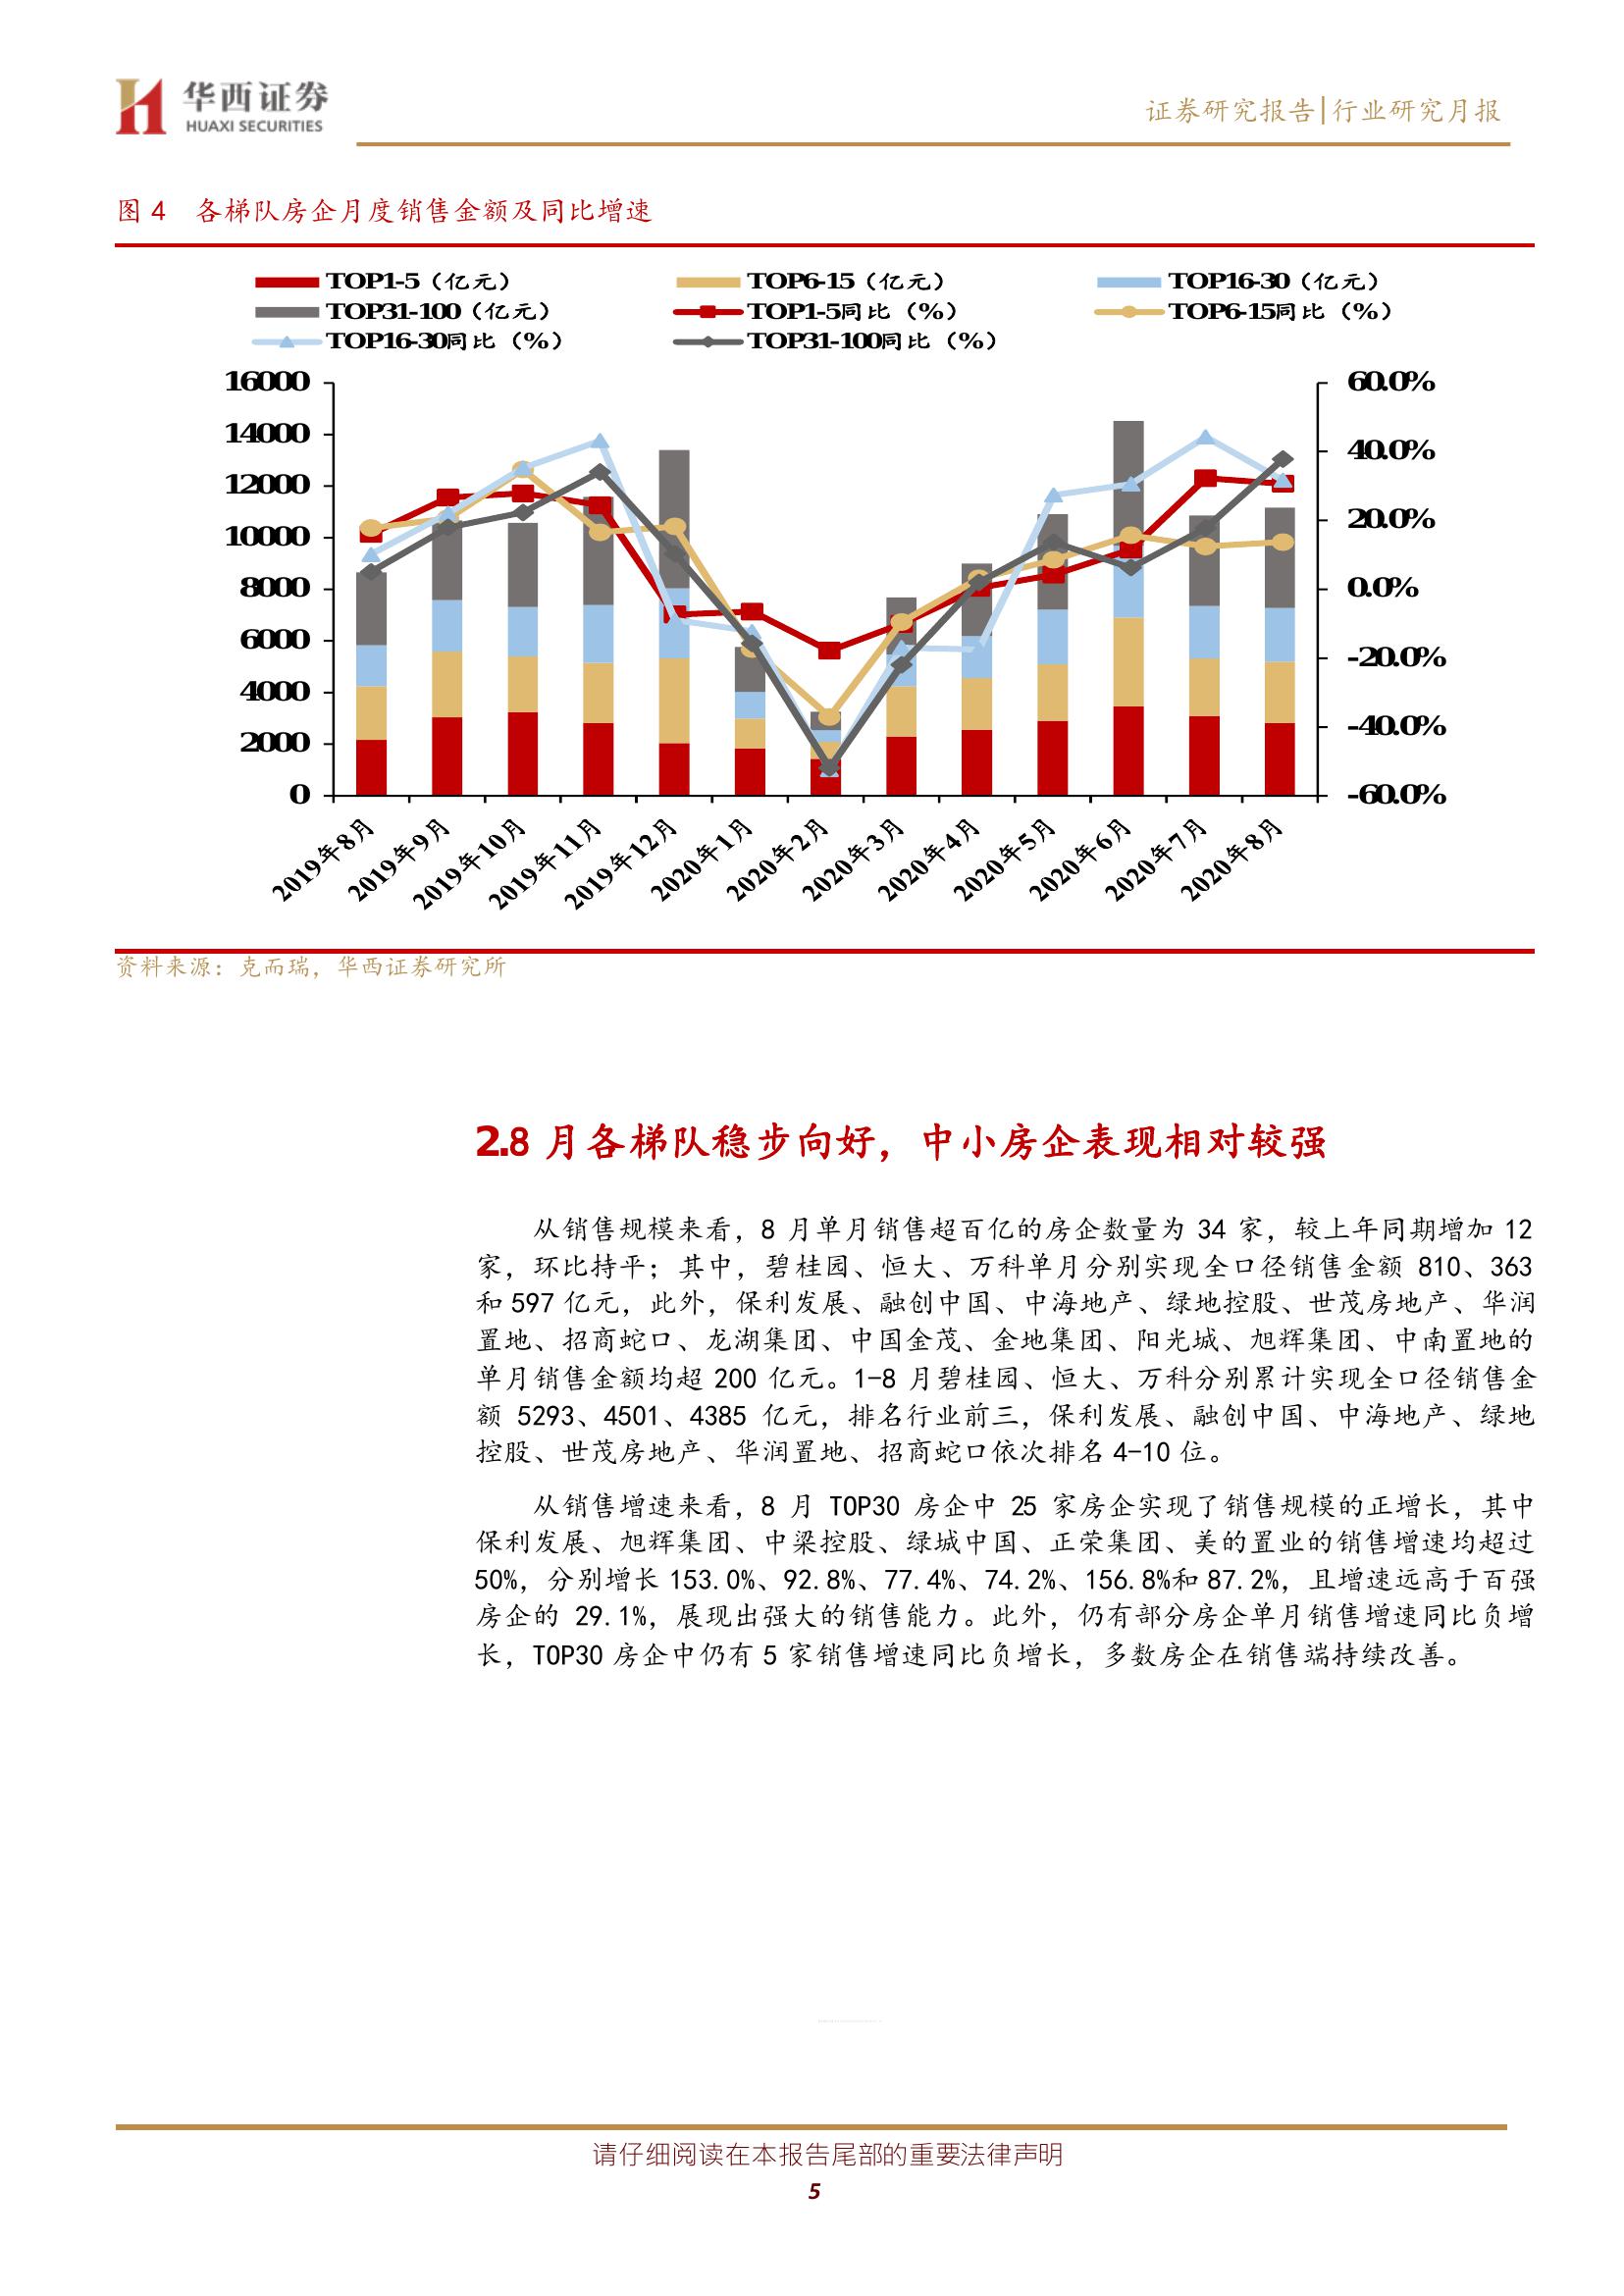 华西证券
HUAXI SECURITIES
证券研究报告|行业研究月报
图 4 各梯队房企月度销售金额及同比增速
TOP1-5（亿元） TOP6-15（亿元） TOP16-30（亿元）
TOP31-100（亿元） TOP1-5同比（%） TOP6-15同比（%）
TOP16-30同比（%） TOP31-100同比（%）
16000 60.0%
14000
12000 40.0%
10000 20.0%
8000 0.0%
6000
4000 -20.0%
2000 -40.0%
0 -60.0%
2019年8月 2019年9月 2019年10月 2019年11月 2019年12月 2020年1月 2020年2月 2020年3月 2020年4月 2020年5月 2020年6月 2020年7月 2020年8月
资料来源：克而瑞，华西证券研究所
2.8 月各梯队稳步向好，中小房企表现相对较强
从销售规模来看，8 月单月销售超百亿的房企数量为 34 家，较上年同期增加 12
家，环比持平；其中，碧桂园、恒大、万科单月分别实现全口径销售金额 810、363
和 597 亿元，此外，保利发展、融创中国、中海地产、绿地控股、世茂房地产、华润
置地、招商蛇口、龙湖集团、中国金茂、金地集团、阳光城、旭辉集团、中南置地的
单月销售金额均超 200 亿元。1-8 月碧桂园、恒大、万科分别累计实现全口径销售金
额 5293、4501、4385 亿元，排名行业前三，保利发展、融创中国、中海地产、绿地
控股、世茂房地产、华润置地、招商蛇口依次排名 4-10 位。
从销售增速来看，8 月 TOP30 房企中 25 家房企实现了销售规模的正增长，其中
保利发展、旭辉集团、中梁控股、绿城中国、正荣集团、美的置业的销售增速均超过
50%，分别增长 153.0%、92.8%、77.4%、74.2%、156.8%和 87.2%，且增速远高于百强
房企的 29.1%，展现出强大的销售能力。此外，仍有部分房企单月销售增速同比负增
长，TOP30 房企中仍有 5 家销售增速同比负增长，多数房企在销售端持续改善。
请仔细阅读在本报告尾部的重要法律声明
5